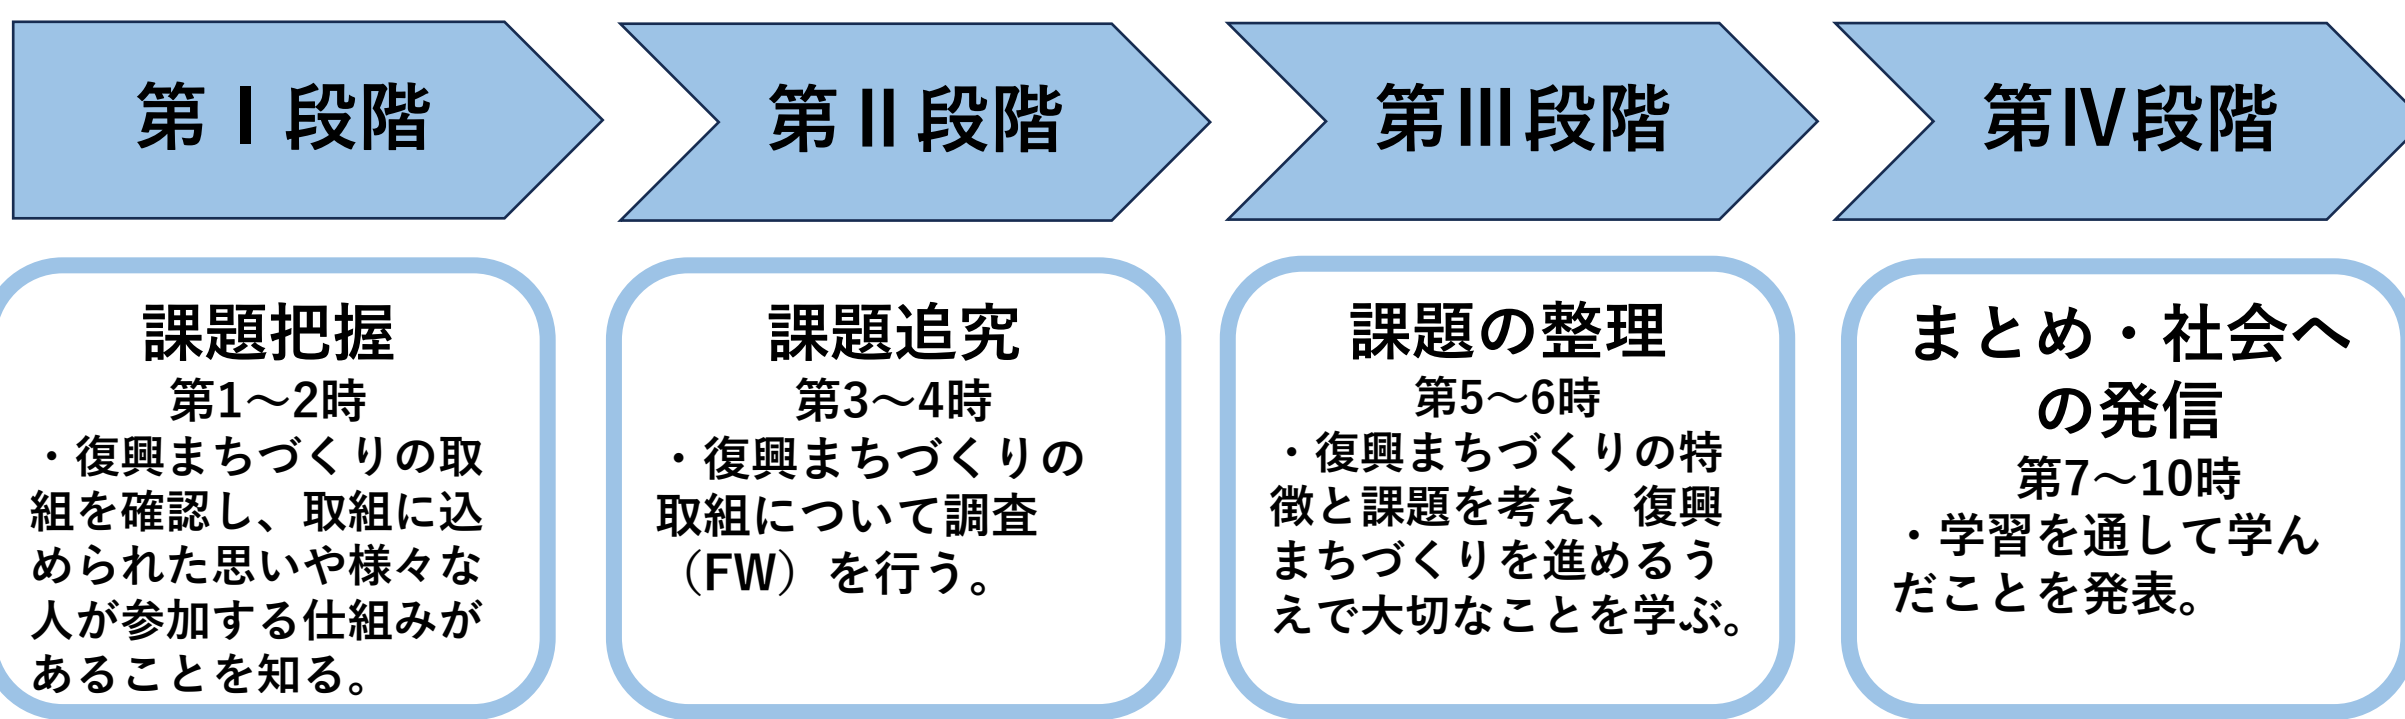 第Ⅰ段階
第Ⅱ段階
第Ⅲ段階
第Ⅳ段階
課題把握
第1～2時
・復興まちづくりの取
組を確認し、取組に込
められた思いや様々な
人が参加する仕組みが
あることを知る。
課題追究
第3～4時
・復興まちづくりの
取組について調査
（FW）を行う。
課題の整理
第5～6時
・復興まちづくりの特
徴と課題を考え、復興
まちづくりを進めるう
えで大切なことを学ぶ。
まとめ・社会へ
の発信
第7～10時
・学習を通して学ん
だことを発表。